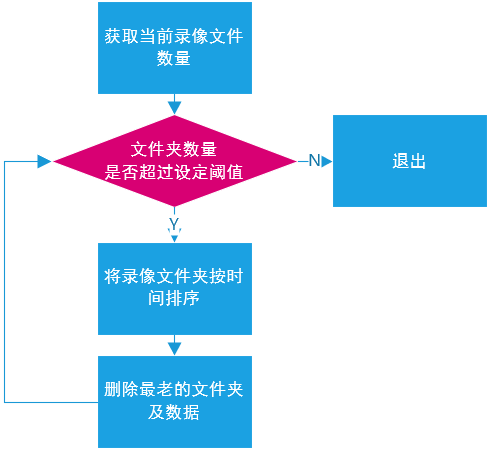 获取当前录像文件
数量
文件夹数量
是否超过设定阈值
N
退出
Y
将录像文件夹按时
间排序
删除最老的文件夹
及数据